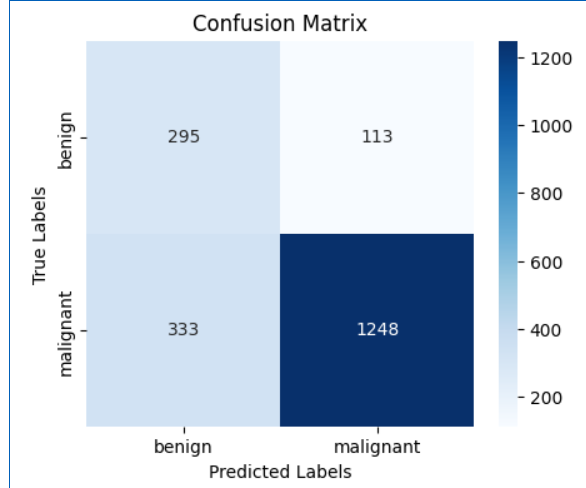 Confusion Matrix
True Labels
benign
295
113
malignant
333
1248
benign
malignant
Predicted Labels
1200
1000
800
600
400
200